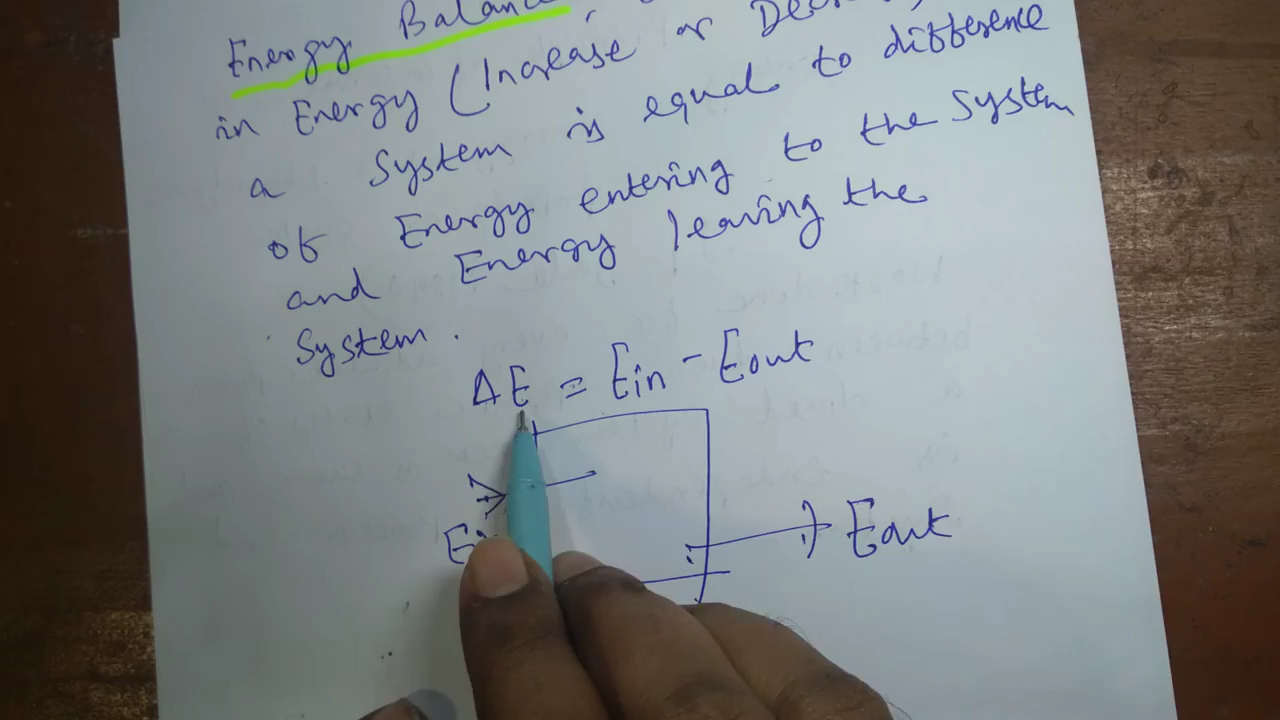 Energy Balance
in Energy (Increase or
a System is equal to difference
of Energy entering to the System
and Energy leaving the
System.
ΔE = Ein - Eout
Eout